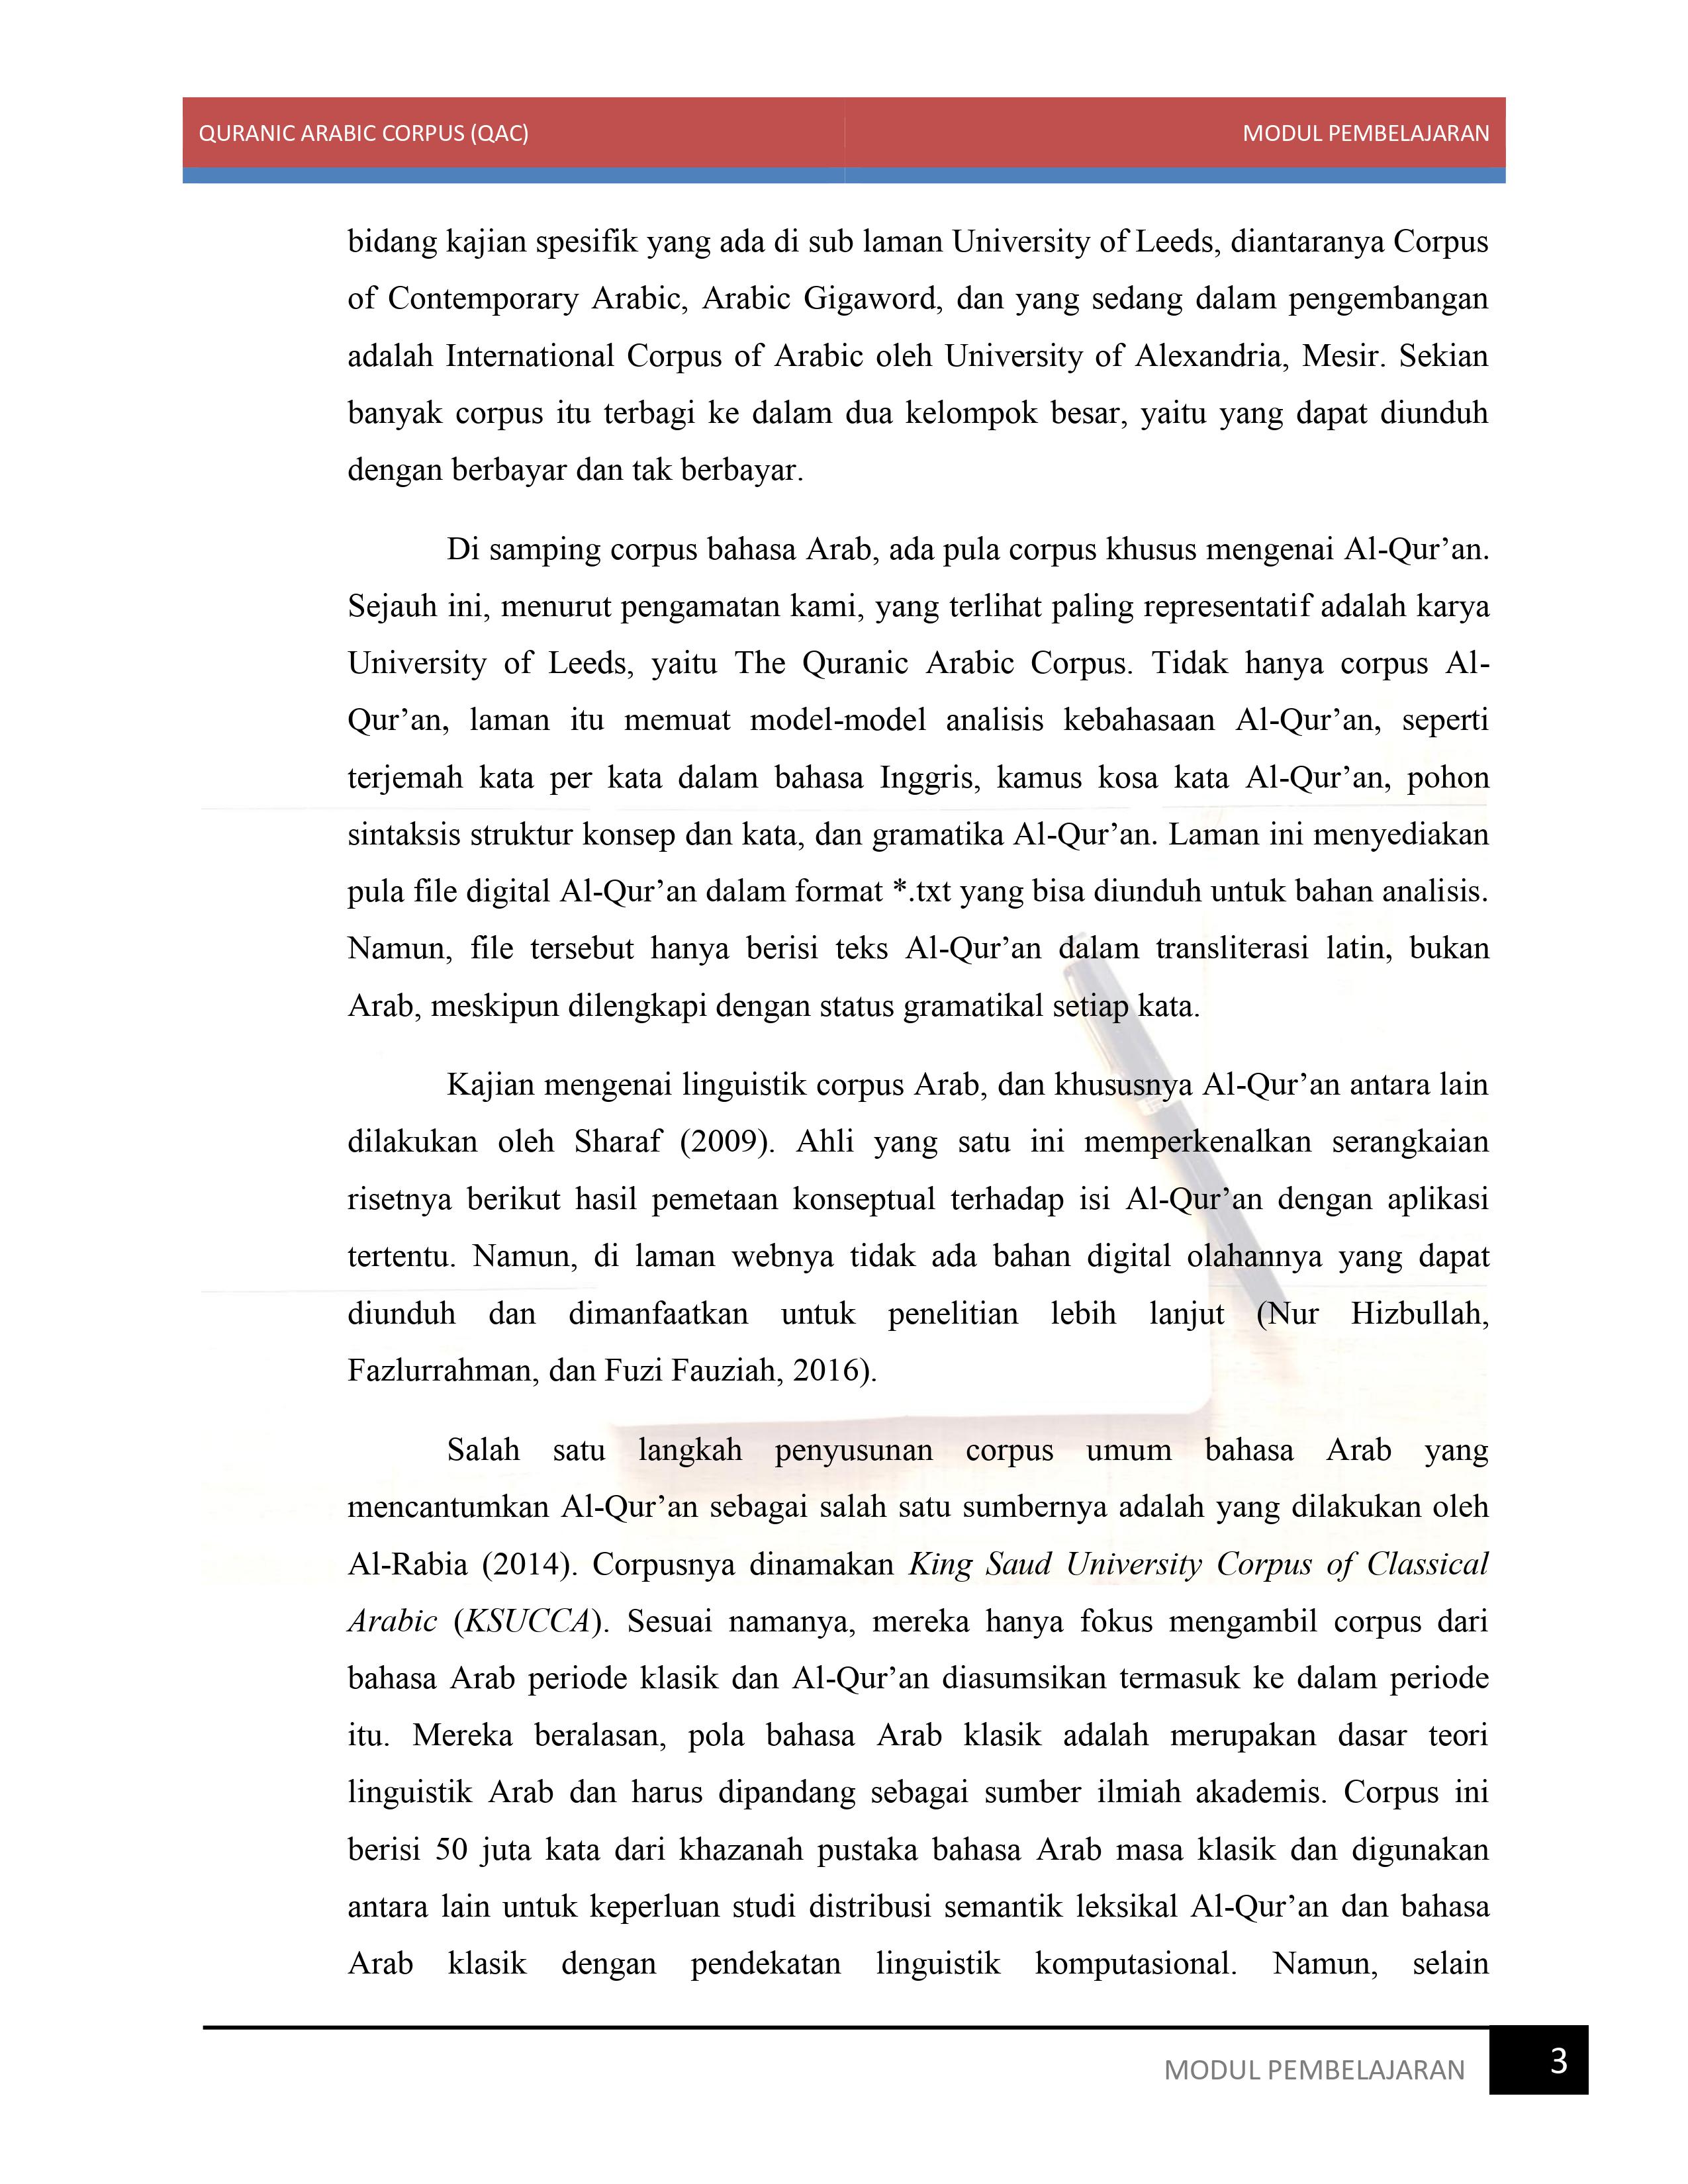 QURANIC ARABIC CORPUS (QAC) MODUL PEMBELAJARAN
bidang kajian spesifik yang ada di sub laman University of Leeds, diantaranya Corpus
of Contemporary Arabic, Arabic Gigaword, dan yang sedang dalam pengembangan
adalah International Corpus of Arabic oleh University of Alexandria, Mesir. Sekian
banyak corpus itu terbagi ke dalam dua kelompok besar, yaitu yang dapat diunduh
dengan berbayar dan tak berbayar.
Di samping corpus bahasa Arab, ada pula corpus khusus mengenai Al-Qur’an.
Sejauh ini, menurut pengamatan kami, yang terlihat paling representatif adalah karya
University of Leeds, yaitu The Quranic Arabic Corpus. Tidak hanya corpus Al-
Qur’an, laman itu memuat model-model analisis kebahasaan Al-Qur’an, seperti
terjemah kata per kata dalam bahasa Inggris, kamus kosa kata Al-Qur’an, pohon
sintaksis struktur konsep dan kata, dan gramatika Al-Qur’an. Laman ini menyediakan
pula file digital Al-Qur’an dalam format *.txt yang bisa diunduh untuk bahan analisis.
Namun, file tersebut hanya berisi teks Al-Qur’an dalam transliterasi latin, bukan
Arab, meskipun dilengkapi dengan status gramatikal setiap kata.
Kajian mengenai linguistik corpus Arab, dan khususnya Al-Qur’an antara lain
dilakukan oleh Sharaf (2009). Ahli yang satu ini memperkenalkan serangkaian
risetnya berikut hasil pemetaan konseptual terhadap isi Al-Qur’an dengan aplikasi
tertentu. Namun, di laman webnya tidak ada bahan digital olahannya yang dapat
diunduh dan dimanfaatkan untuk penelitian lebih lanjut (Nur Hizbullah,
Fazlurrahman, dan Fuzi Fauziah, 2016).
Salah satu langkah penyusunan corpus umum bahasa Arab yang
mencantumkan Al-Qur’an sebagai salah satu sumbernya adalah yang dilakukan oleh
Al-Rabia (2014). Corpusnya dinamakan King Saud University Corpus of Classical
Arabic (KSUCCA). Sesuai namanya, mereka hanya fokus mengambil corpus dari
bahasa Arab periode klasik dan Al-Qur’an diasumsikan termasuk ke dalam periode
itu. Mereka beralasan, pola bahasa Arab klasik adalah merupakan dasar teori
linguistik Arab dan harus dipandang sebagai sumber ilmiah akademis. Corpus ini
berisi 50 juta kata dari khazanah pustaka bahasa Arab masa klasik dan digunakan
antara lain untuk keperluan studi distribusi semantik leksikal Al-Qur’an dan bahasa
Arab klasik dengan pendekatan linguistik komputasional. Namun, selain
MODUL PEMBELAJARAN 3